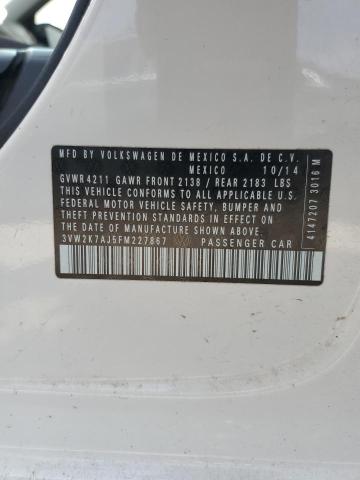 MFD BY VOLKSWAGEN DE MEXICO S.A. DE C.V.
MEXICO 10/14
GVWR 4211 GAWR FRONT 2138 / REAR 2183 LBS
THIS VEHICLE CONFORMS TO ALL APPLICABLE U.S.
FEDERAL MOTOR VEHICLE SAFETY, BUMPER AND
THEFT PREVENTION STANDARDS IN EFFECT ON
THE DATE OF MANUFACTURE SHOWN ABOVE
3VW2K7AJ5FM227867 PASSENGER CAR
4147207 3016 M